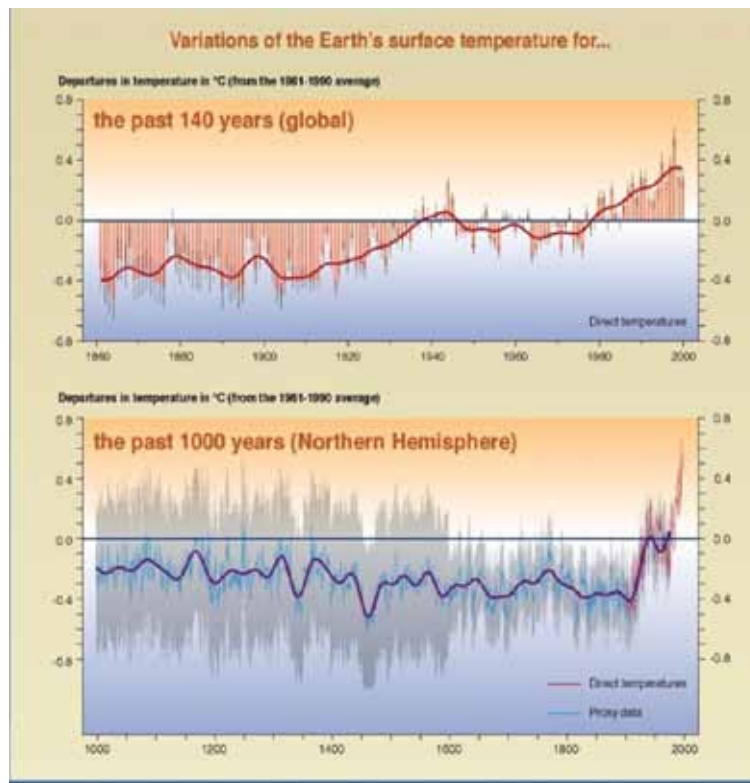 Variations of the Earth's surface temperature for...
Departures in temperature in °C (from the 1961-1990 average)
the past 140 years (global)
0.8 0.8
0.4 0.4
0.0 0.0
-0.4 -0.4
-0.8 -0.8
Direct temperatures
1860 1880 1900 1920 1940 1960 1980 2000
Departures in temperature in °C (from the 1961-1990 average)
the past 1000 years (Northern Hemisphere)
0.8 0.8
0.4 0.4
0.0 0.0
-0.4 -0.4
-0.8 -0.8
Direct temperatures
Proxy data
1000 1200 1400 1600 1800 2000